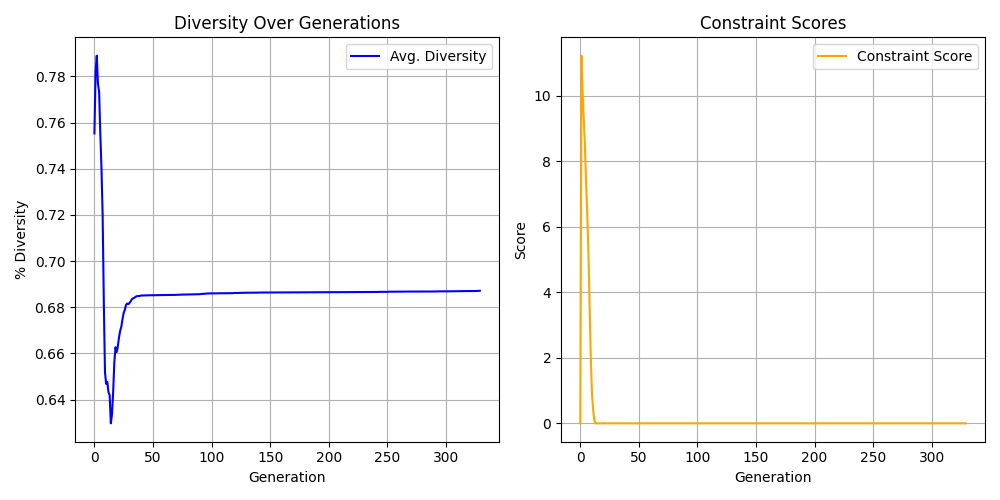 Diversity Over Generations
Avg. Diversity
% Diversity
0.78
0.76
0.74
0.72
0.70
0.68
0.66
0.64
0 50 100 150 200 250 300
Generation
Constraint Scores
Constraint Score
Score
10
8
6
4
2
0
0 50 100 150 200 250 300
Generation